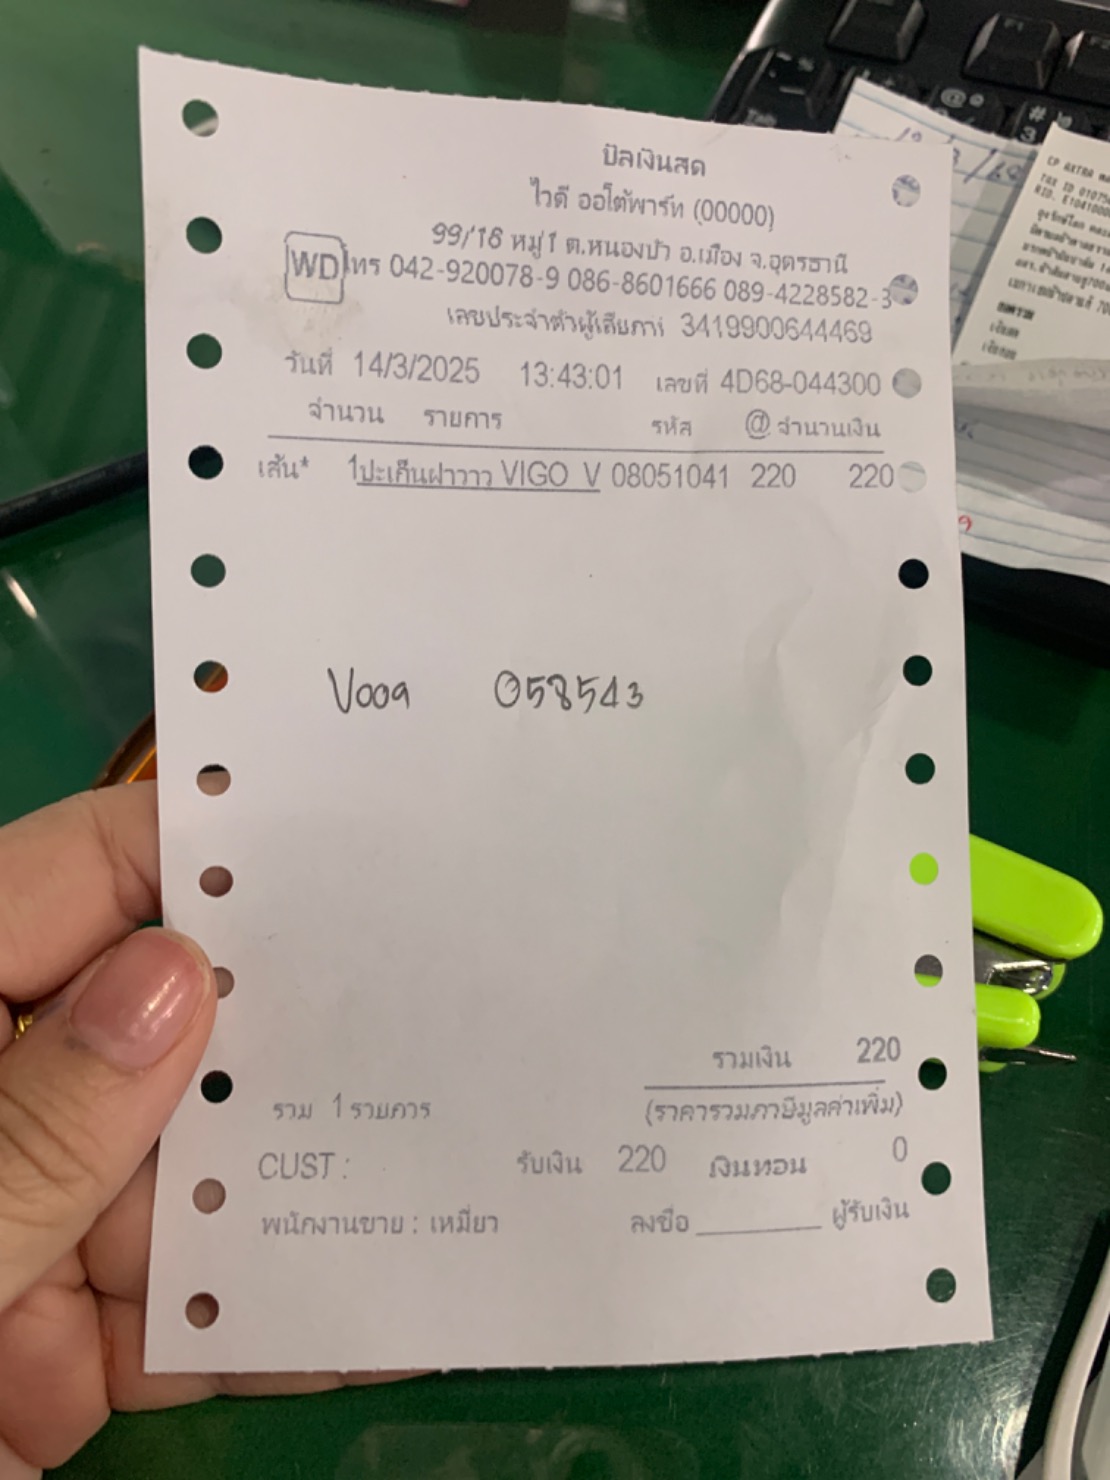 บิลเงินสด
ไวดี ออโต้พาร์ท (00000)
99/16 หมู่ 1 ต.หนองบัว อ.เมือง จ.อุดรธานี
WD โทร 042-920078-9 086-8601666 089-4228582-3
เลขประจำตัวผู้เสียภาษี 3419900644469
วันที่ 14/3/2025 13:43:01 เลขที่ 4D68-044300
จำนวน รายการ รหัส @ จำนวนเงิน
เส้น* 1ปะเก็นฝาวาว VIGO V 08051041 220 220
058543
รวมเงิน 220
รวม 1 รายการ (ราคารวมภาษีมูลค่าเพิ่ม)
CUST : รับเงิน 220 เงินทอน 0
พนักงานขาย : เหมียว ลงชื่อ ผู้รับเงิน
CP AXTRA